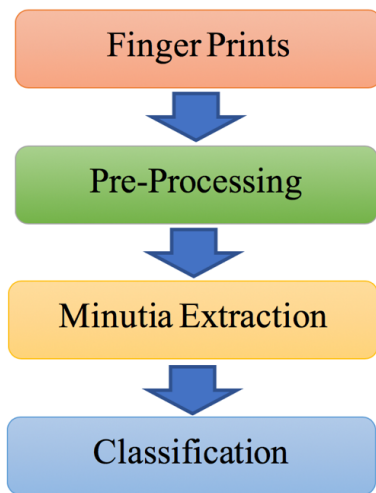 Finger Prints
Pre-Processing
Minutia Extraction
Classification